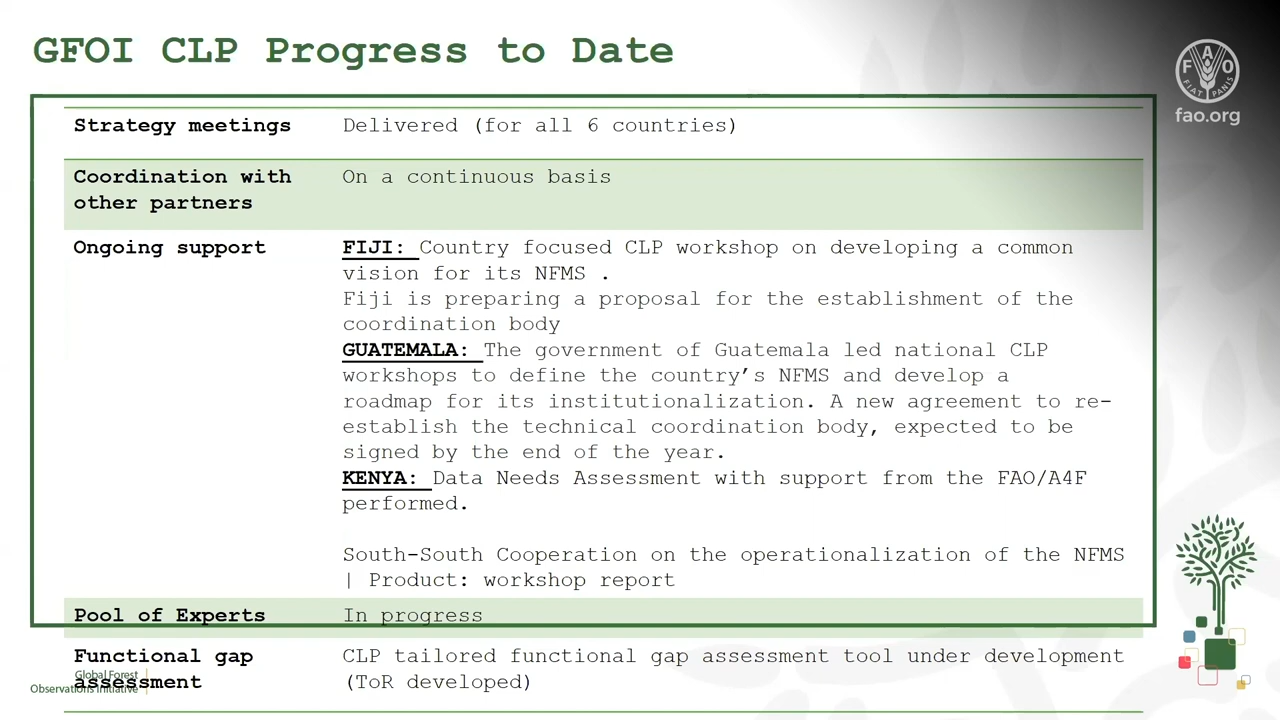 GFOI CLP Progress to Date
F A O
FIAT PANIS
fao.org
Strategy meetings Delivered (for all 6 countries)
Coordination with On a continuous basis
other partners
Ongoing support FIJI: Country focused CLP workshop on developing a common
vision for its NFMS .
Fiji is preparing a proposal for the establishment of the
coordination body
GUATEMALA: The government of Guatemala led national CLP
workshops to define the country’s NFMS and develop a
roadmap for its institutionalization. A new agreement to re-
establish the technical coordination body, expected to be
signed by the end of the year.
KENYA: Data Needs Assessment with support from the FAO/A4F
performed.
South-South Cooperation on the operationalization of the NFMS
| Product: workshop report
Pool of Experts In progress
Functional gap CLP tailored functional gap assessment tool under development
assessment (ToR developed)
Global Forest
Observations Initiative